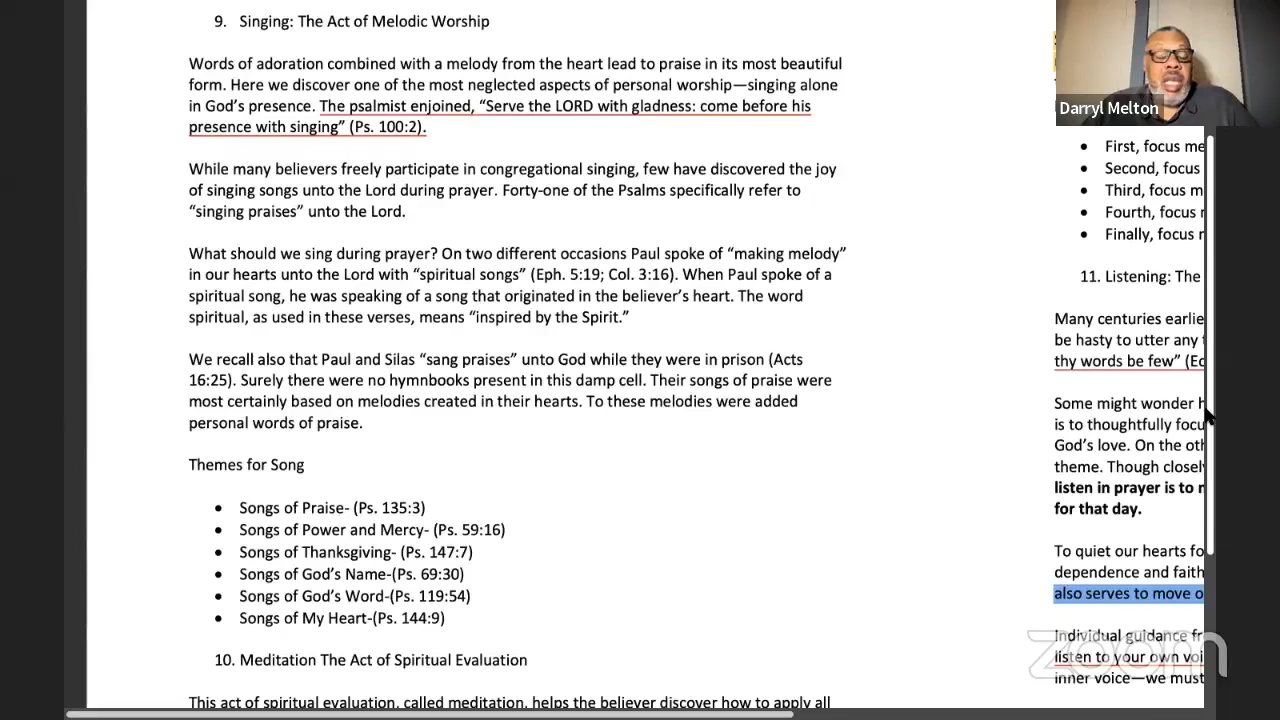 9. Singing: The Act of Melodic Worship
Words of adoration combined with a melody from the heart lead to praise in its most beautiful
form. Here we discover one of the most neglected aspects of personal worship—singing alone
in God's presence. The psalmist enjoined, "Serve the LORD with gladness: come before his
presence with singing" (Ps. 100:2).
While many believers freely participate in congregational singing, few have discovered the joy
of singing songs unto the Lord during prayer. Forty-one of the Psalms specifically refer to
"singing praises" unto the Lord.
What should we sing during prayer? On two different occasions Paul spoke of "making melody"
in our hearts unto the Lord with "spiritual songs" (Eph. 5:19; Col. 3:16). When Paul spoke of a
spiritual song, he was speaking of a song that originated in the believer's heart. The word
spiritual, as used in these verses, means "inspired by the Spirit."
We recall also that Paul and Silas "sang praises" unto God while they were in prison (Acts
16:25). Surely there were no hymnbooks present in this damp cell. Their songs of praise were
most certainly based on melodies created in their hearts. To these melodies were added
personal words of praise.
Themes for Song
• Songs of Praise- (Ps. 135:3)
• Songs of Power and Mercy- (Ps. 59:16)
• Songs of Thanksgiving- (Ps. 147:7)
• Songs of God's Name-(Ps. 69:30)
• Songs of God's Word-(Ps. 119:54)
• Songs of My Heart-(Ps. 144:9)
10. Meditation The Act of Spiritual Evaluation
This act of spiritual evaluation, called meditation, helps the believer discover how to apply all
Darryl Melton
• First, focus me
• Second, focus
• Third, focus m
• Fourth, focus
• Finally, focus
11. Listening: The
Many centuries earlie
be hasty to utter any
thy words be few" (Ec
Some might wonder
is to thoughtfully focu
God's love. On the oth
theme. Though closel
listen in prayer is to
for that day.
To quiet our hearts fo
dependence and faith
also serves to move o
Individual guidance fr
listen to your own voi
inner voice—we must
zoom